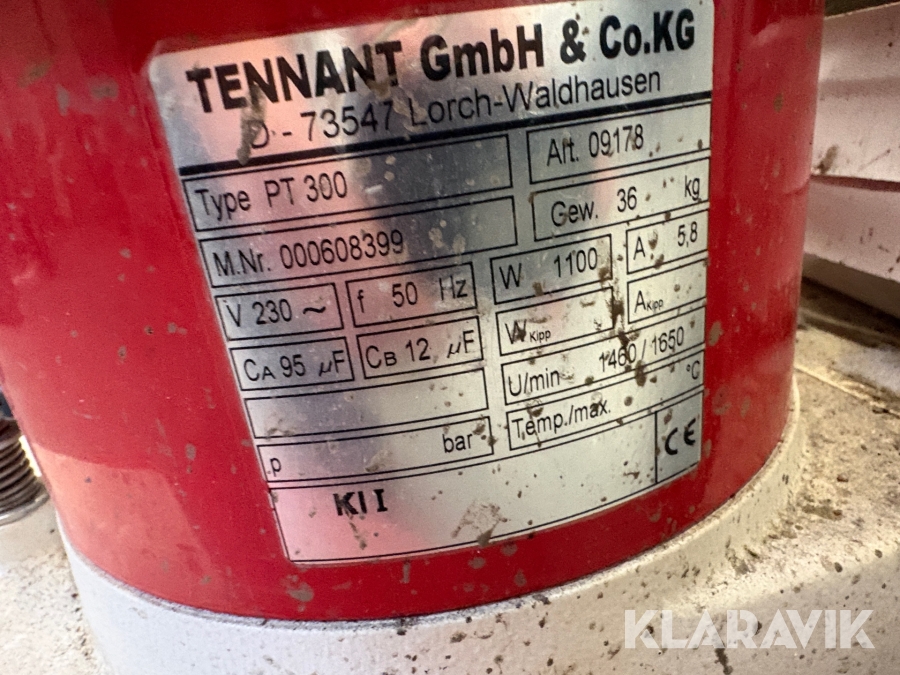 TENNANT GmbH & Co.KG
D - 73547 Lorch-Waldhausen
Type PT 300
Art. 09178
M.Nr. 000608399
Gew. 36 kg
V 230 ~
f 50 Hz
W 1100
A 5,8
CA 95 µF
CB 12 µF
WKipp
AKipp
U/min 1460/1650
p bar
Temp./max. °C
KI I
CE
KLARAVIK